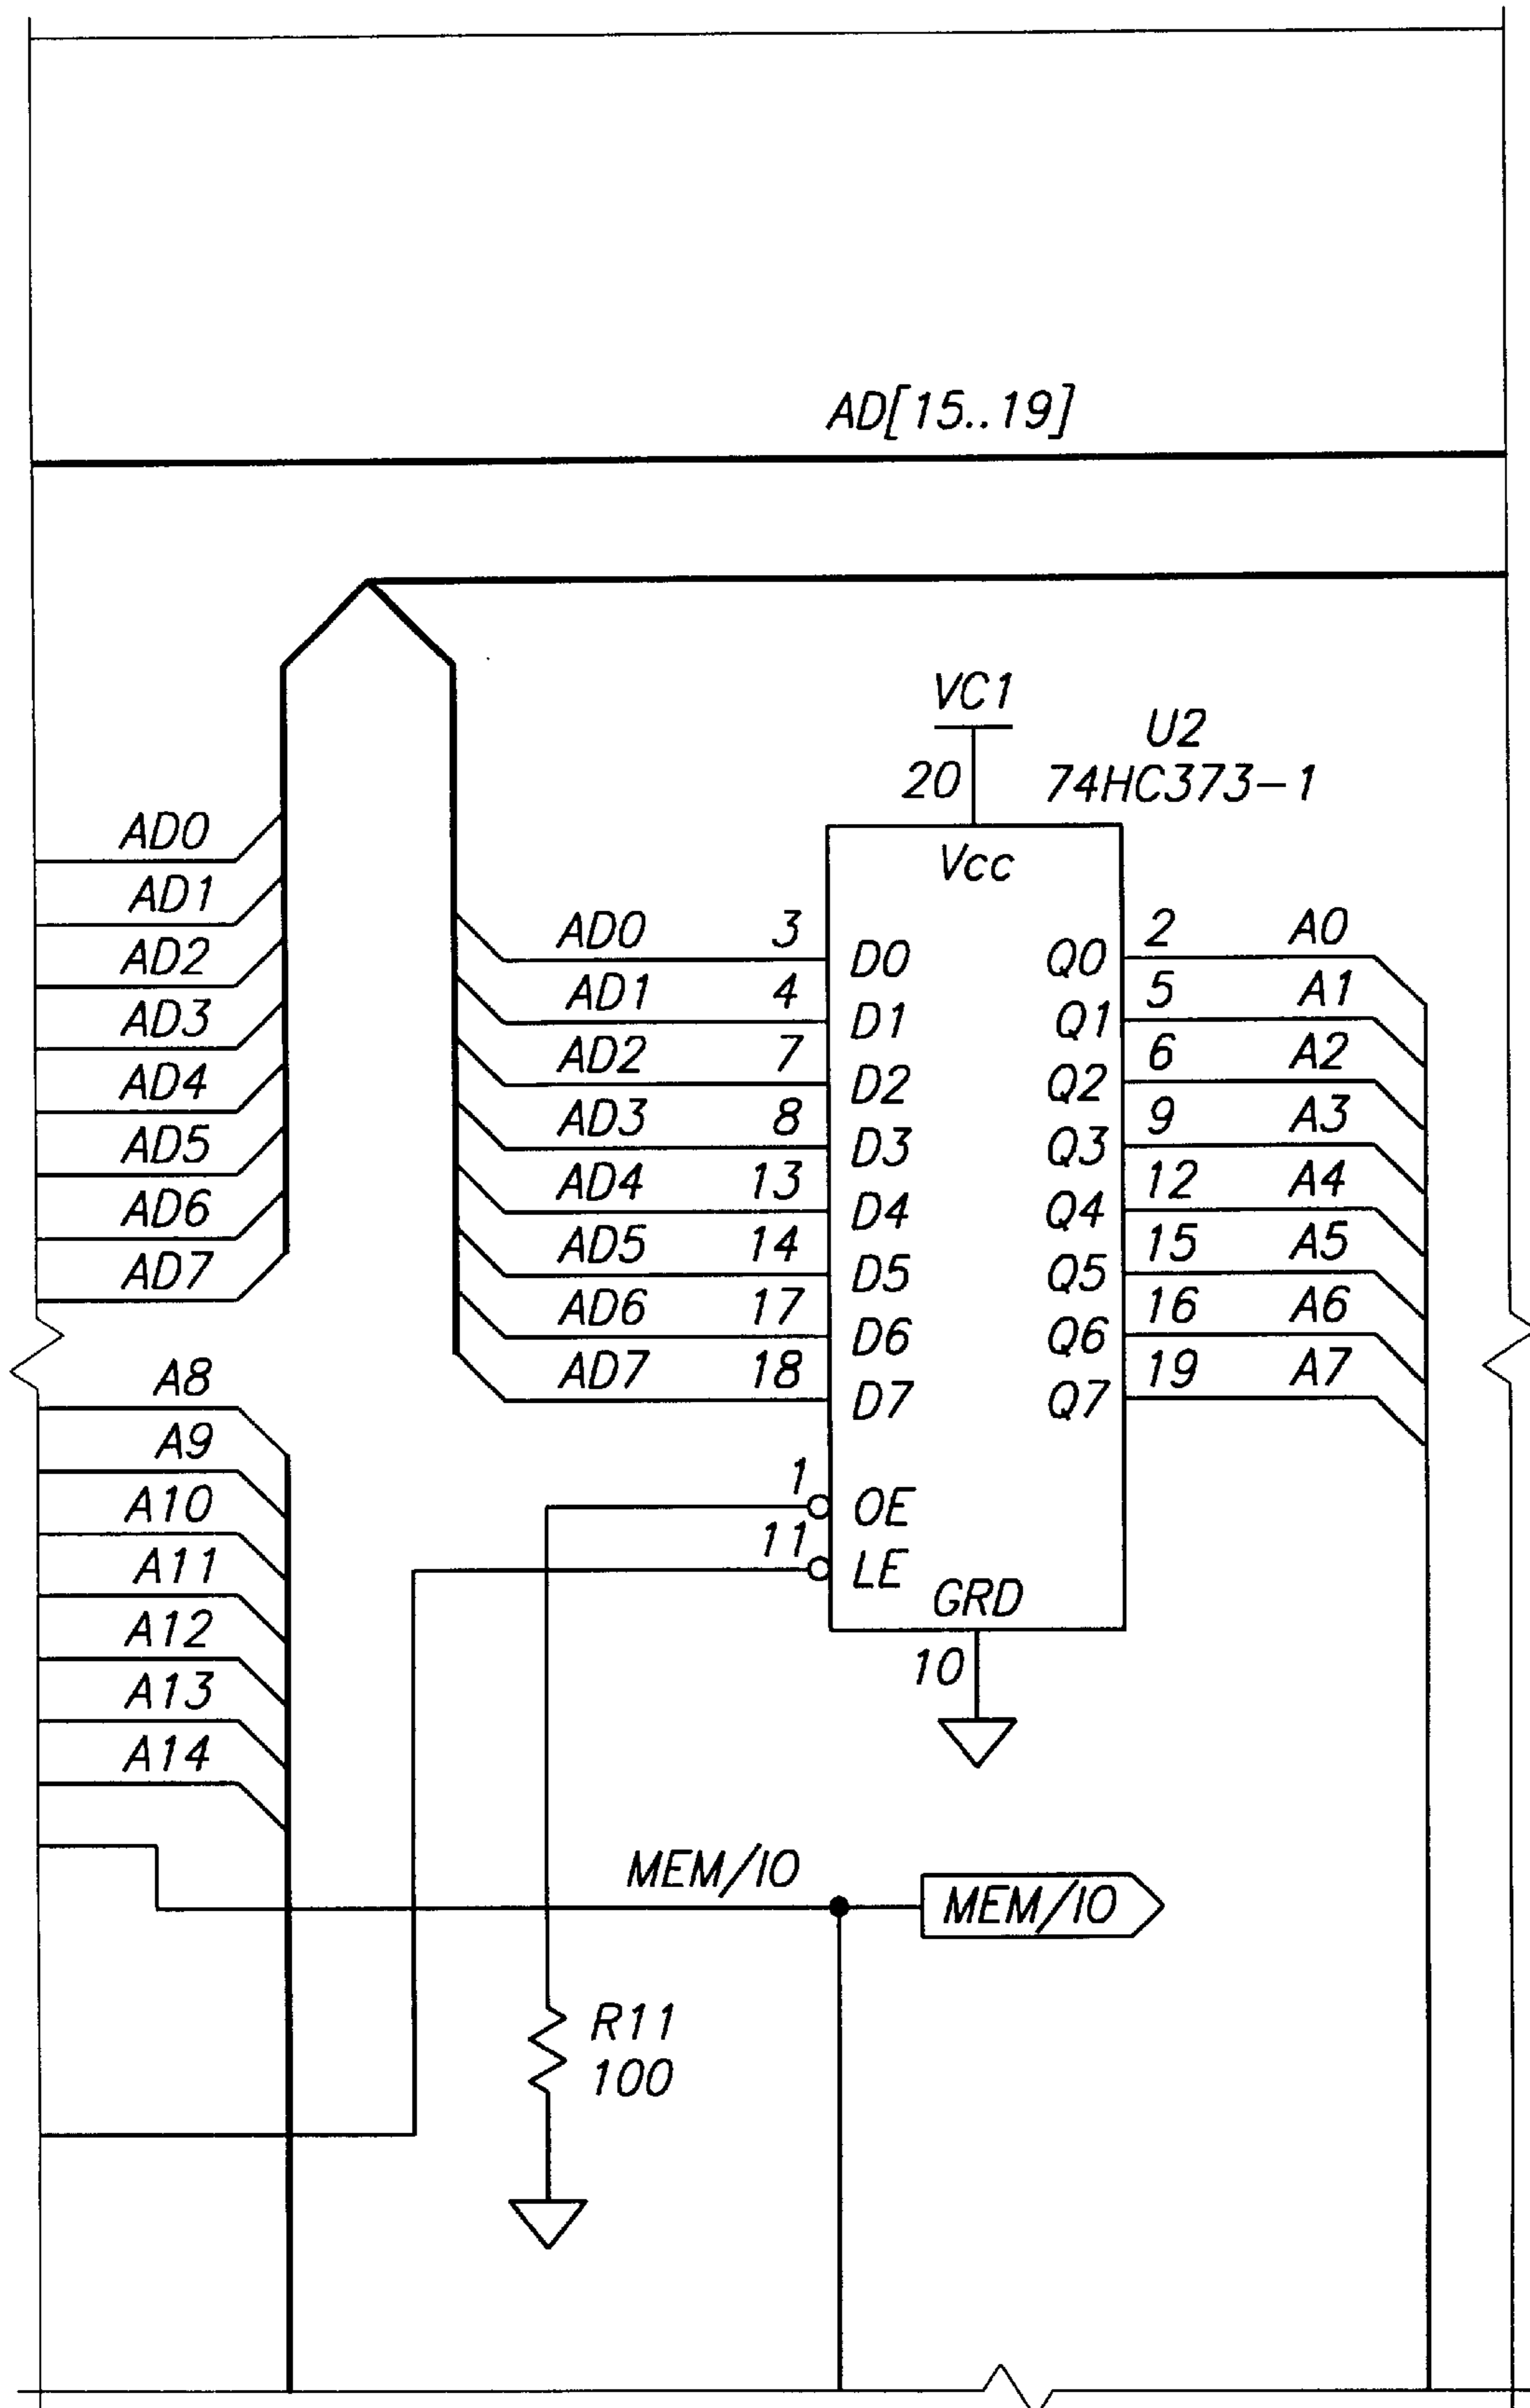 AD[15..19]
VC1
U2
20
74HC373-1
Vcc
AD0
AD1
AD2
AD3
AD4
AD5
AD6
AD7
A8
A9
A10
A11
A12
A13
A14
AD0 3 D0 Q0 2 A0
AD1 4 D1 Q1 5 A1
AD2 7 D2 Q2 6 A2
AD3 8 D3 Q3 9 A3
AD4 13 D4 Q4 12 A4
AD5 14 D5 Q5 15 A5
AD6 17 D6 Q6 16 A6
AD7 18 D7 Q7 19 A7
1 OE
11 LE
GRD
10
MEM/IO
MEM/IO
R11
100